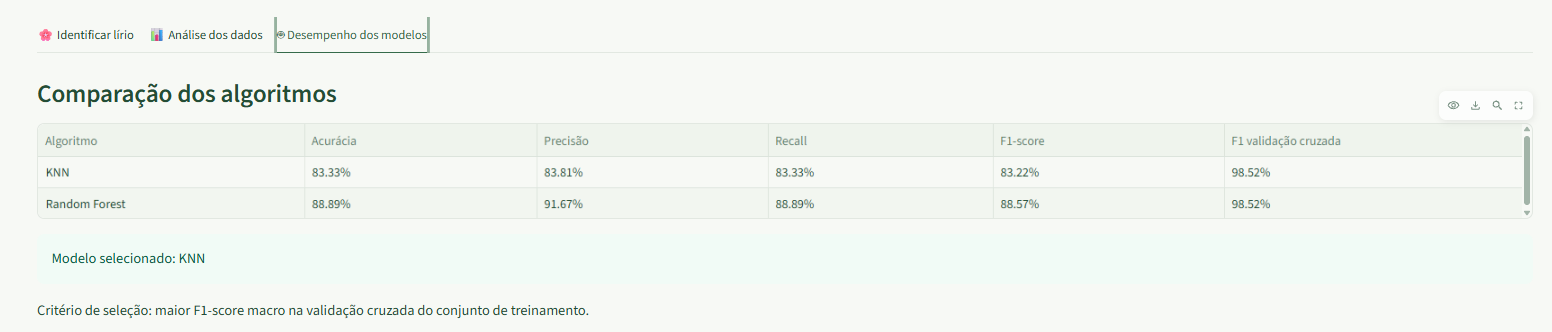 🌸 Identificar lírio 📊 Análise dos dados Desempenho dos modelos
Comparação dos algoritmos
Algoritmo Acurácia Precisão Recall F1-score F1 validação cruzada
KNN 83.33% 83.81% 83.33% 83.22% 98.52%
Random Forest 88.89% 91.67% 88.89% 88.57% 98.52%
Modelo selecionado: KNN
Critério de seleção: maior F1-score macro na validação cruzada do conjunto de treinamento.